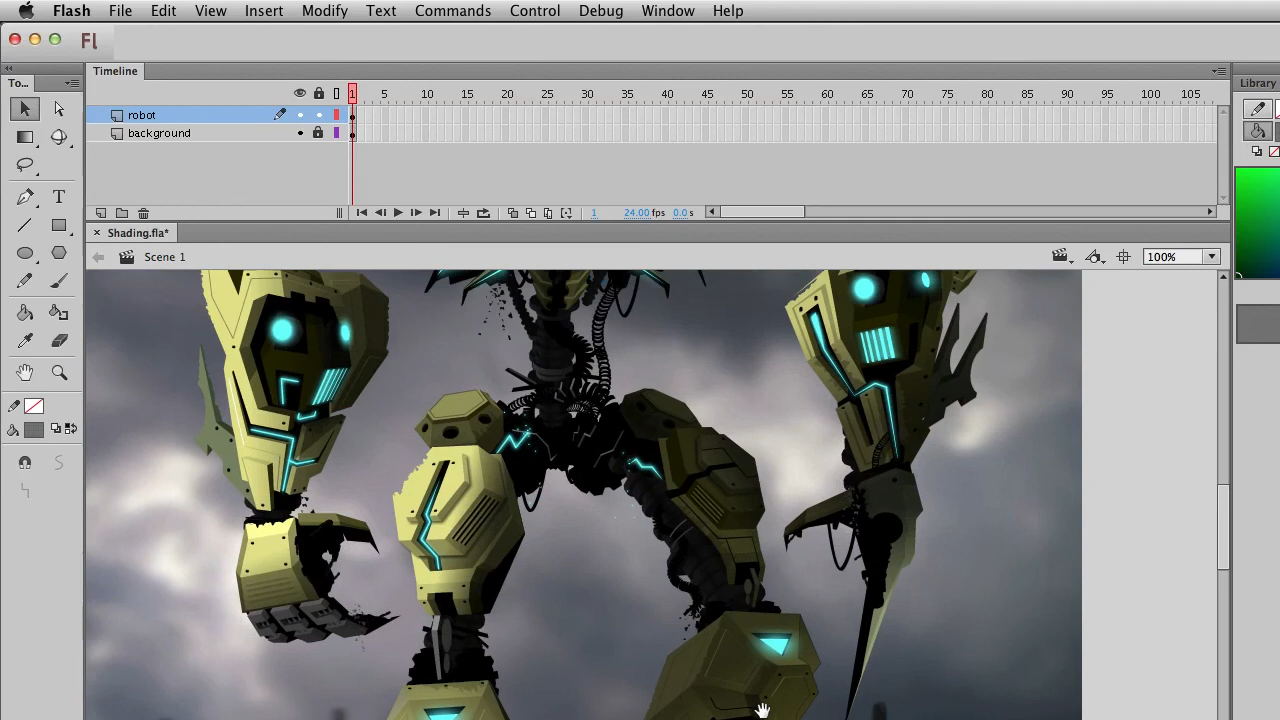 Flash File Edit View Insert Modify Text Commands Control Debug Window Help
Fl
To... Timeline Library
1 5 10 15 20 25 30 35 40 45 50 55 60 65 70 75 80 85 90 95 100 105
robot
background
T
1 24.00 fps 0.0 s
× Shading.fla*
Scene 1 100%